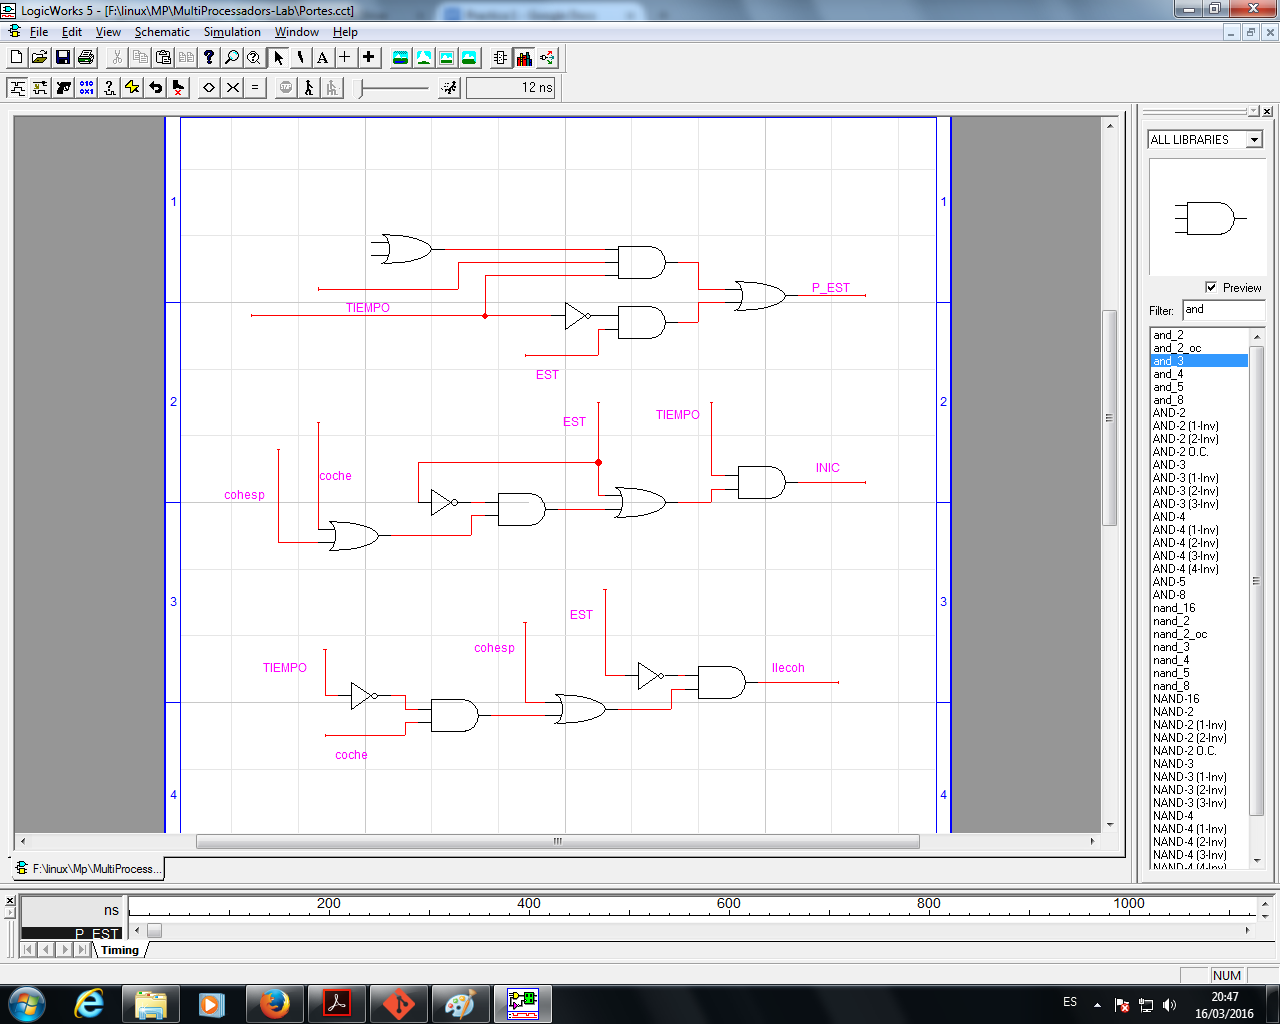 LogicWorks 5 - [F:\linux\MP\MultiProcessadors-Lab\Portes.cct]
File Edit View Schematic Simulation Window Help
12 ns
ALL LIBRARIES
Preview
Filter: and
and_2
and_2_oc
and_3
and_4
and_5
and_8
AND-2
AND-2 (1-Inv)
AND-2 (2-Inv)
AND-2 O.C.
AND-3
AND-3 (1-Inv)
AND-3 (2-Inv)
AND-3 (3-Inv)
AND-4
AND-4 (1-Inv)
AND-4 (2-Inv)
AND-4 (3-Inv)
AND-4 (4-Inv)
AND-5
AND-8
nand_16
nand_2
nand_2_oc
nand_3
nand_4
nand_5
nand_8
NAND-16
NAND-2
NAND-2 (1-Inv)
NAND-2 (2-Inv)
NAND-2 O.C.
NAND-3
NAND-3 (1-Inv)
NAND-3 (2-Inv)
NAND-3 (3-Inv)
NAND-4
NAND-4 (1-Inv)
NAND-4 (2-Inv)
NAND-4 (3-Inv)
NAND-4 (4-Inv)
1 1
TIEMPO
P_EST
EST
2 2
EST
TIEMPO
coche
cohesp
INIC
3 3
EST
cohesp
TIEMPO
llecoh
coche
4 4
F:\linux\Mp\MultiProcess...
ns 200 400 600 800 1000
P_EST
Timing
NUM
ES
20:47
16/03/2016